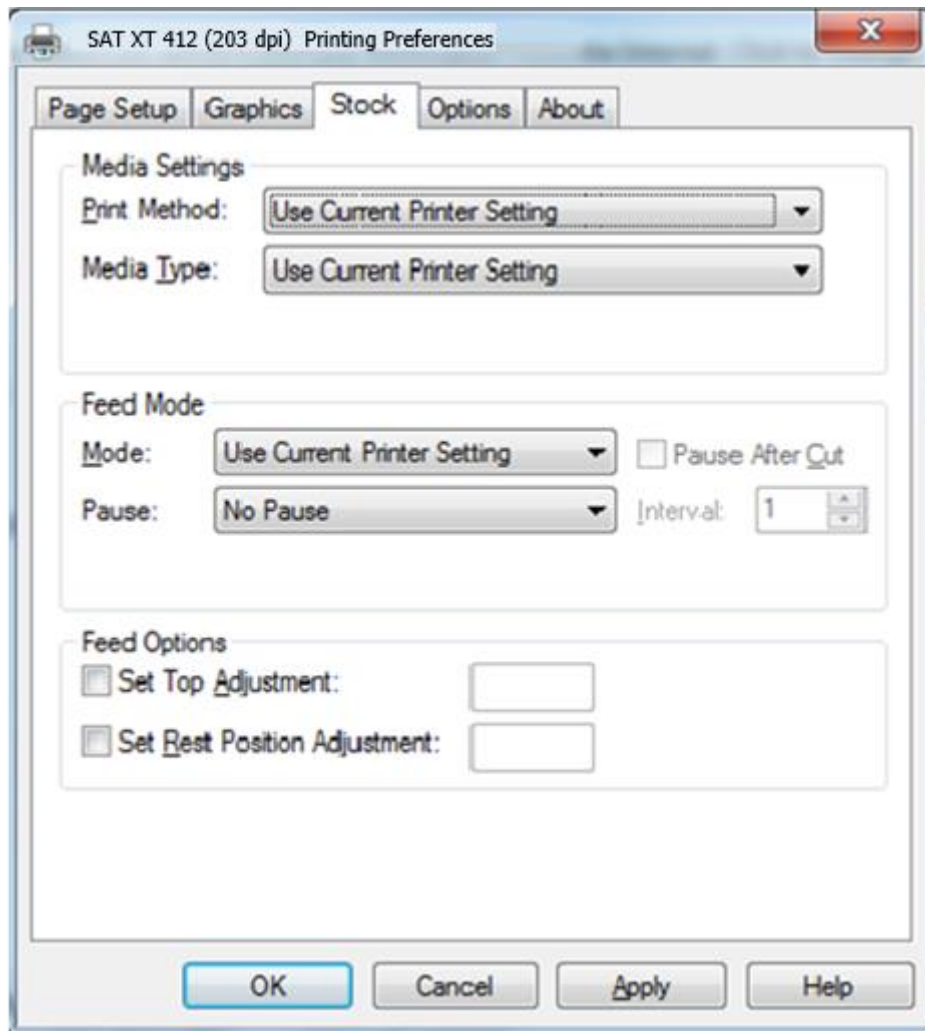 SAT XT 412 (203 dpi) Printing Preferences
Page Setup Graphics Stock Options About
Media Settings
Print Method: Use Current Printer Setting
Media Type: Use Current Printer Setting
Feed Mode
Mode: Use Current Printer Setting Pause After Cut
Pause: No Pause Interval: 1
Feed Options
Set Top Adjustment:
Set Rest Position Adjustment:
OK Cancel Apply Help